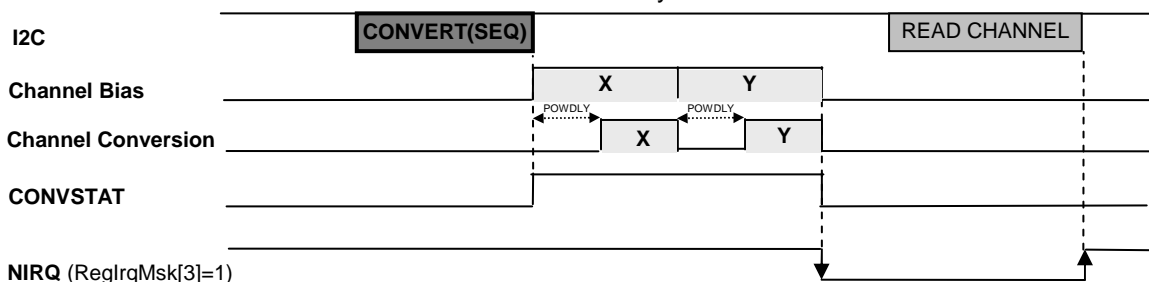 I2C CONVERT(SEQ) READ CHANNEL
Channel Bias X Y
POWDLY POWDLY
Channel Conversion X Y
CONVSTAT
NIRQ (RegIrqMsk[3]=1)